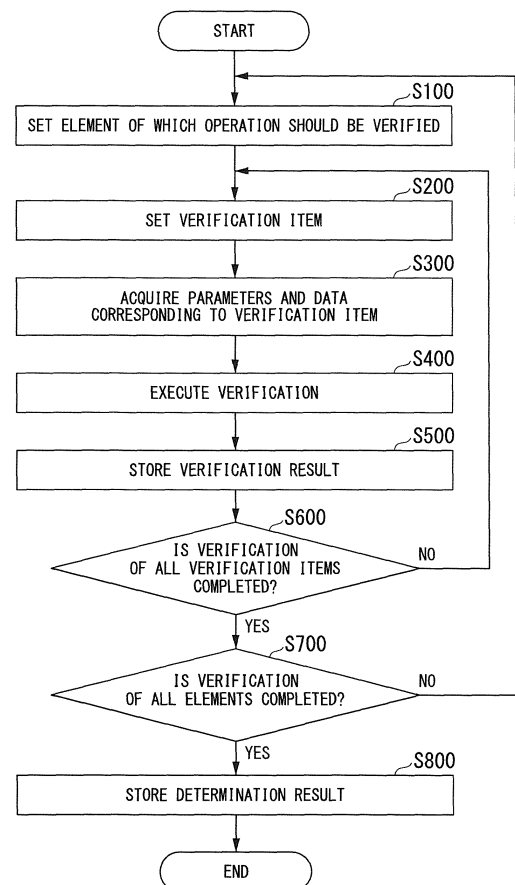 START
S100
SET ELEMENT OF WHICH OPERATION SHOULD BE VERIFIED
S200
SET VERIFICATION ITEM
S300
ACQUIRE PARAMETERS AND DATA
CORRESPONDING TO VERIFICATION ITEM
S400
EXECUTE VERIFICATION
S500
STORE VERIFICATION RESULT
S600
IS VERIFICATION
OF ALL VERIFICATION ITEMS
COMPLETED?
NO
YES
S700
IS VERIFICATION
OF ALL ELEMENTS COMPLETED?
NO
YES
S800
STORE DETERMINATION RESULT
END